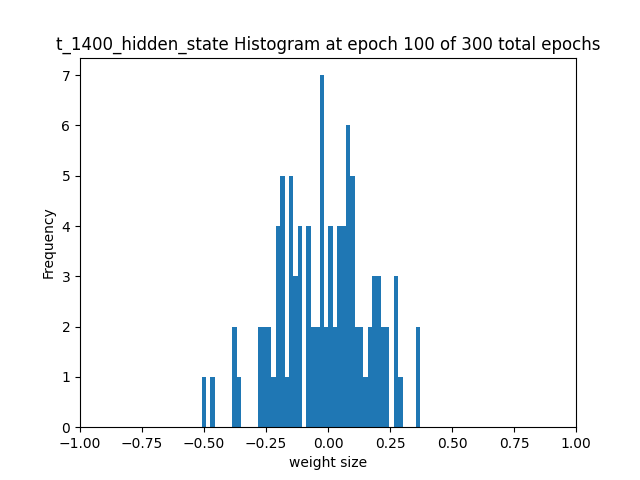 t_1400_hidden_state Histogram at epoch 100 of 300 total epochs
7
6
5
4
3
2
1
0
Frequency
−1.00 −0.75 −0.50 −0.25 0.00 0.25 0.50 0.75 1.00
weight size